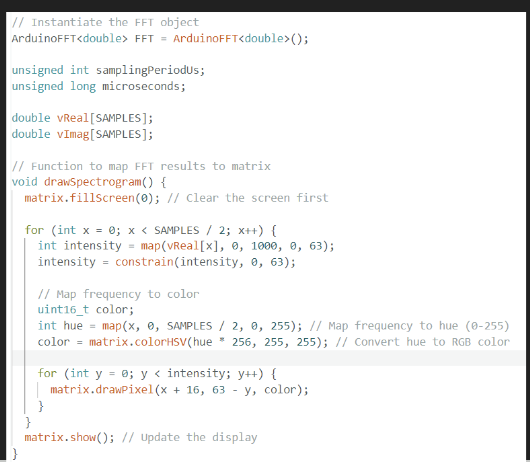 // Instantiate the FFT object
ArduinoFFT<double> FFT = ArduinoFFT<double>();
unsigned int samplingPeriodUs;
unsigned long microseconds;
double vReal[SAMPLES];
double vImag[SAMPLES];
// Function to map FFT results to matrix
void drawSpectrogram() {
matrix.fillScreen(0); // Clear the screen first
for (int x = 0; x < SAMPLES / 2; x++) {
int intensity = map(vReal[x], 0, 1000, 0, 63);
intensity = constrain(intensity, 0, 63);
// Map frequency to color
uint16_t color;
int hue = map(x, 0, SAMPLES / 2, 0, 255); // Map frequency to hue (0-255)
color = matrix.colorHSV(hue * 256, 255, 255); // Convert hue to RGB color
for (int y = 0; y < intensity; y++) {
matrix.drawPixel(x + 16, 63 - y, color);
}
}
matrix.show(); // Update the display
}